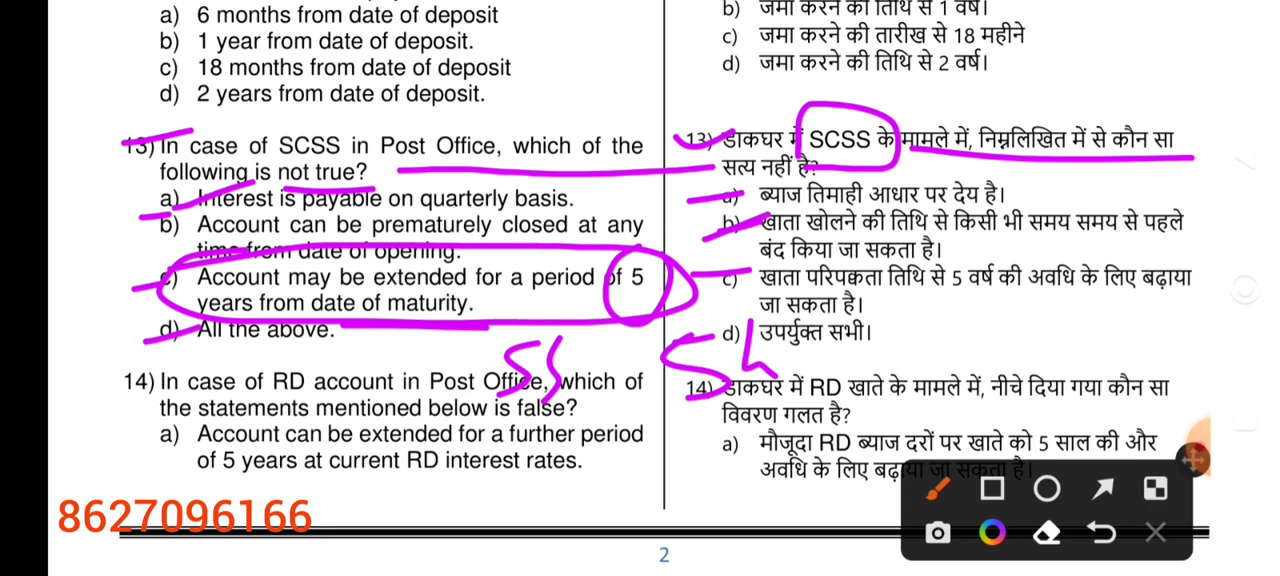 a) 6 months from date of deposit
b) 1 year from date of deposit.
c) 18 months from date of deposit
d) 2 years from date of deposit.
13) In case of SCSS in Post Office, which of the
following is not true?
a) Interest is payable on quarterly basis.
b) Account can be prematurely closed at any
time from date of opening.
c) Account may be extended for a period of 5
years from date of maturity.
d) All the above.
14) In case of RD account in Post Office, which of
the statements mentioned below is false?
a) Account can be extended for a further period
of 5 years at current RD interest rates.
b) जमा करने की तिथि से 1 वर्ष।
c) जमा करने की तारीख से 18 महीने
d) जमा करने की तिथि से 2 वर्ष।
13) डाकघर में SCSS के मामले में, निम्नलिखित में से कौन सा
सत्य नहीं है?
a) ब्याज तिमाही आधार पर देय है।
b) खाता खोलने की तिथि से किसी भी समय समय से पहले
बंद किया जा सकता है।
c) खाता परिपक्वता तिथि से 5 वर्ष की अवधि के लिए बढ़ाया
जा सकता है।
d) उपर्युक्त सभी।
14) डाकघर में RD खाते के मामले में, नीचे दिया गया कौन सा
विवरण गलत है?
a) मौजूदा RD ब्याज दरों पर खाते को 5 साल की और
अवधि के लिए बढ़ाया जा सकता है।
8627096166
2